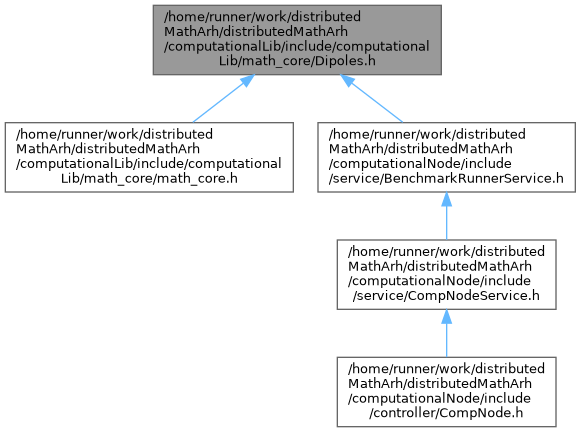 /home/runner/work/distributed
MathArh/distributedMathArh
/computationalLib/include/computational
Lib/math_core/Dipoles.h
/home/runner/work/distributed
MathArh/distributedMathArh
/computationalLib/include/computational
Lib/math_core/math_core.h
/home/runner/work/distributed
MathArh/distributedMathArh
/computationalNode/include
/service/BenchmarkRunnerService.h
/home/runner/work/distributed
MathArh/distributedMathArh
/computationalNode/include
/service/CompNodeService.h
/home/runner/work/distributed
MathArh/distributedMathArh
/computationalNode/include
/controller/CompNode.h